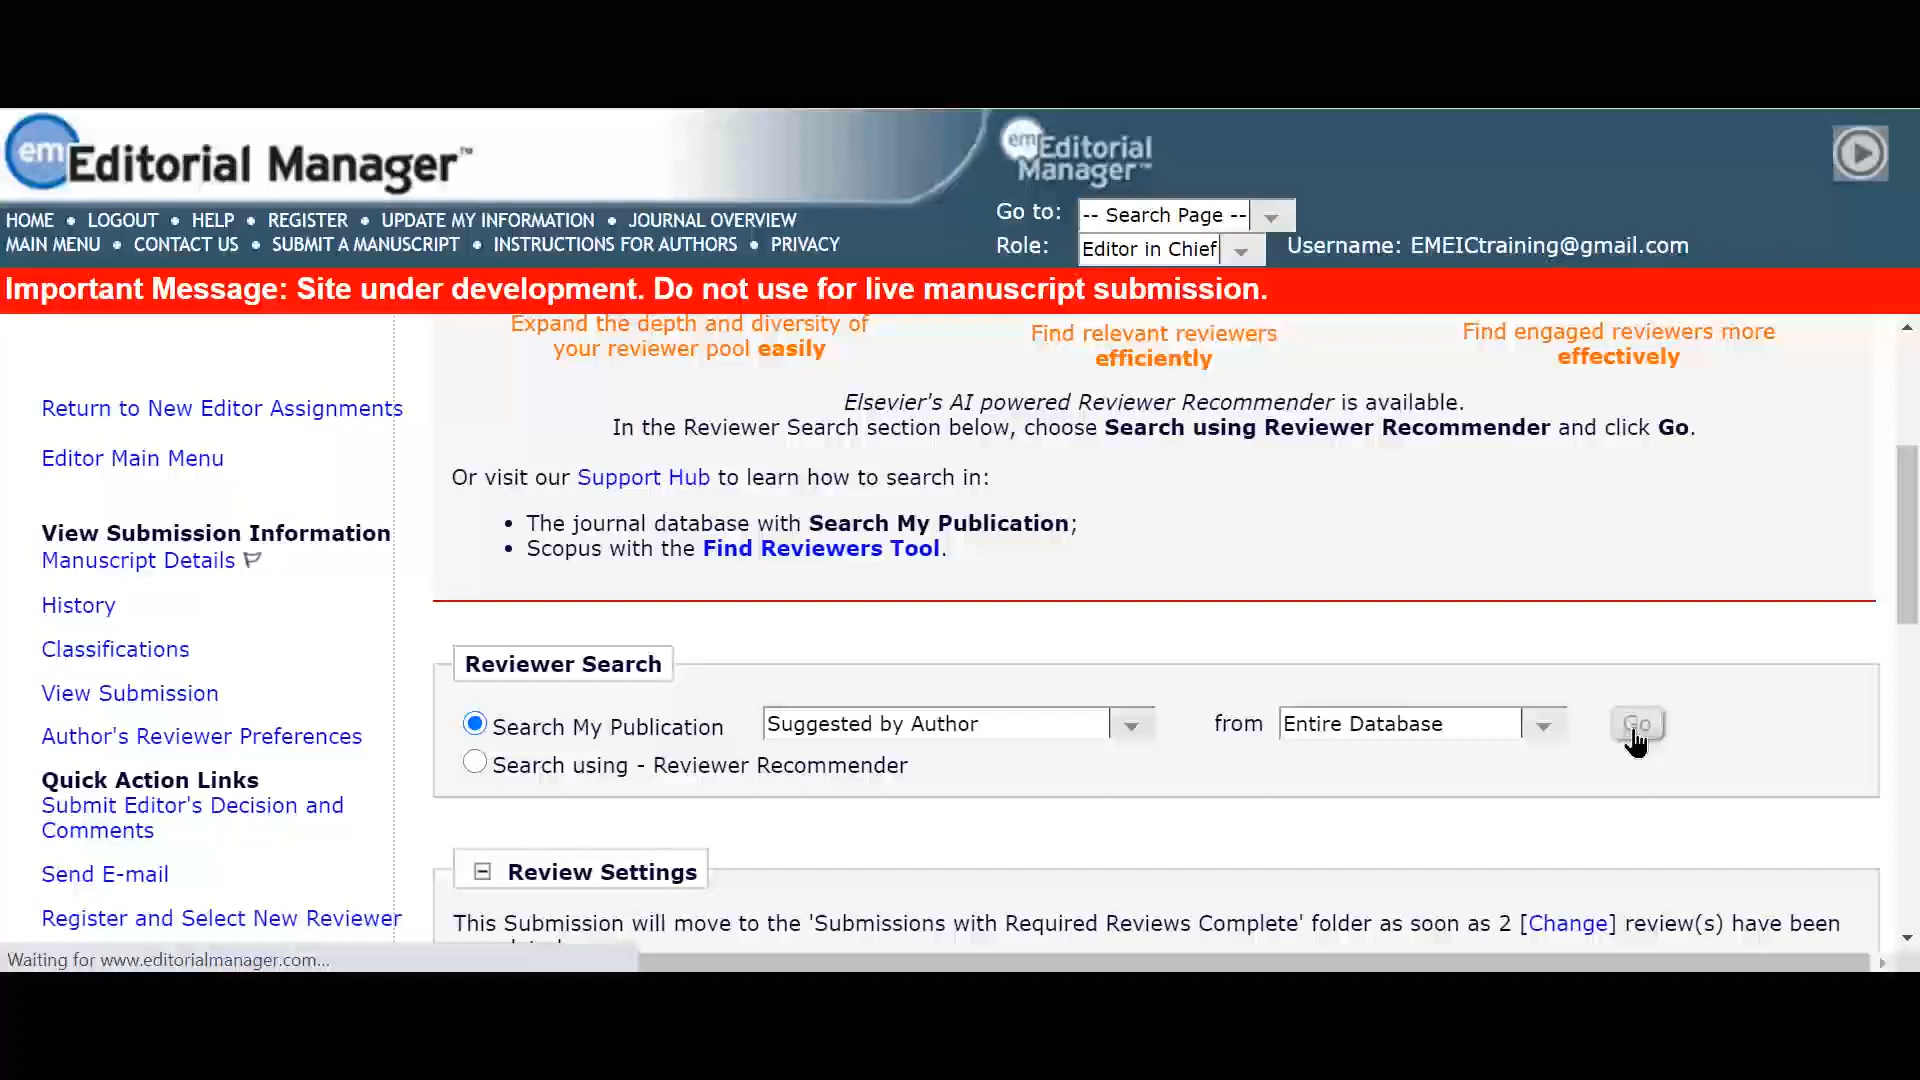 em Editorial Manager™
em Editorial Manager™
HOME • LOGOUT • HELP • REGISTER • UPDATE MY INFORMATION • JOURNAL OVERVIEW
MAIN MENU • CONTACT US • SUBMIT A MANUSCRIPT • INSTRUCTIONS FOR AUTHORS • PRIVACY
Go to: -- Search Page --
Role: Editor in Chief Username: EMEICtraining@gmail.com
Important Message: Site under development. Do not use for live manuscript submission.
Return to New Editor Assignments
Editor Main Menu
View Submission Information
Manuscript Details
History
Classifications
View Submission
Author's Reviewer Preferences
Quick Action Links
Submit Editor's Decision and
Comments
Send E-mail
Register and Select New Reviewer
Expand the depth and diversity of
your reviewer pool easily
Find relevant reviewers
efficiently
Find engaged reviewers more
effectively
Elsevier's AI powered Reviewer Recommender is available.
In the Reviewer Search section below, choose Search using Reviewer Recommender and click Go.
Or visit our Support Hub to learn how to search in:
• The journal database with Search My Publication;
• Scopus with the Find Reviewers Tool.
Reviewer Search
Search My Publication Suggested by Author from Entire Database Go
Search using - Reviewer Recommender
Review Settings
This Submission will move to the 'Submissions with Required Reviews Complete' folder as soon as 2 [Change] review(s) have been
Waiting for www.editorialmanager.com...